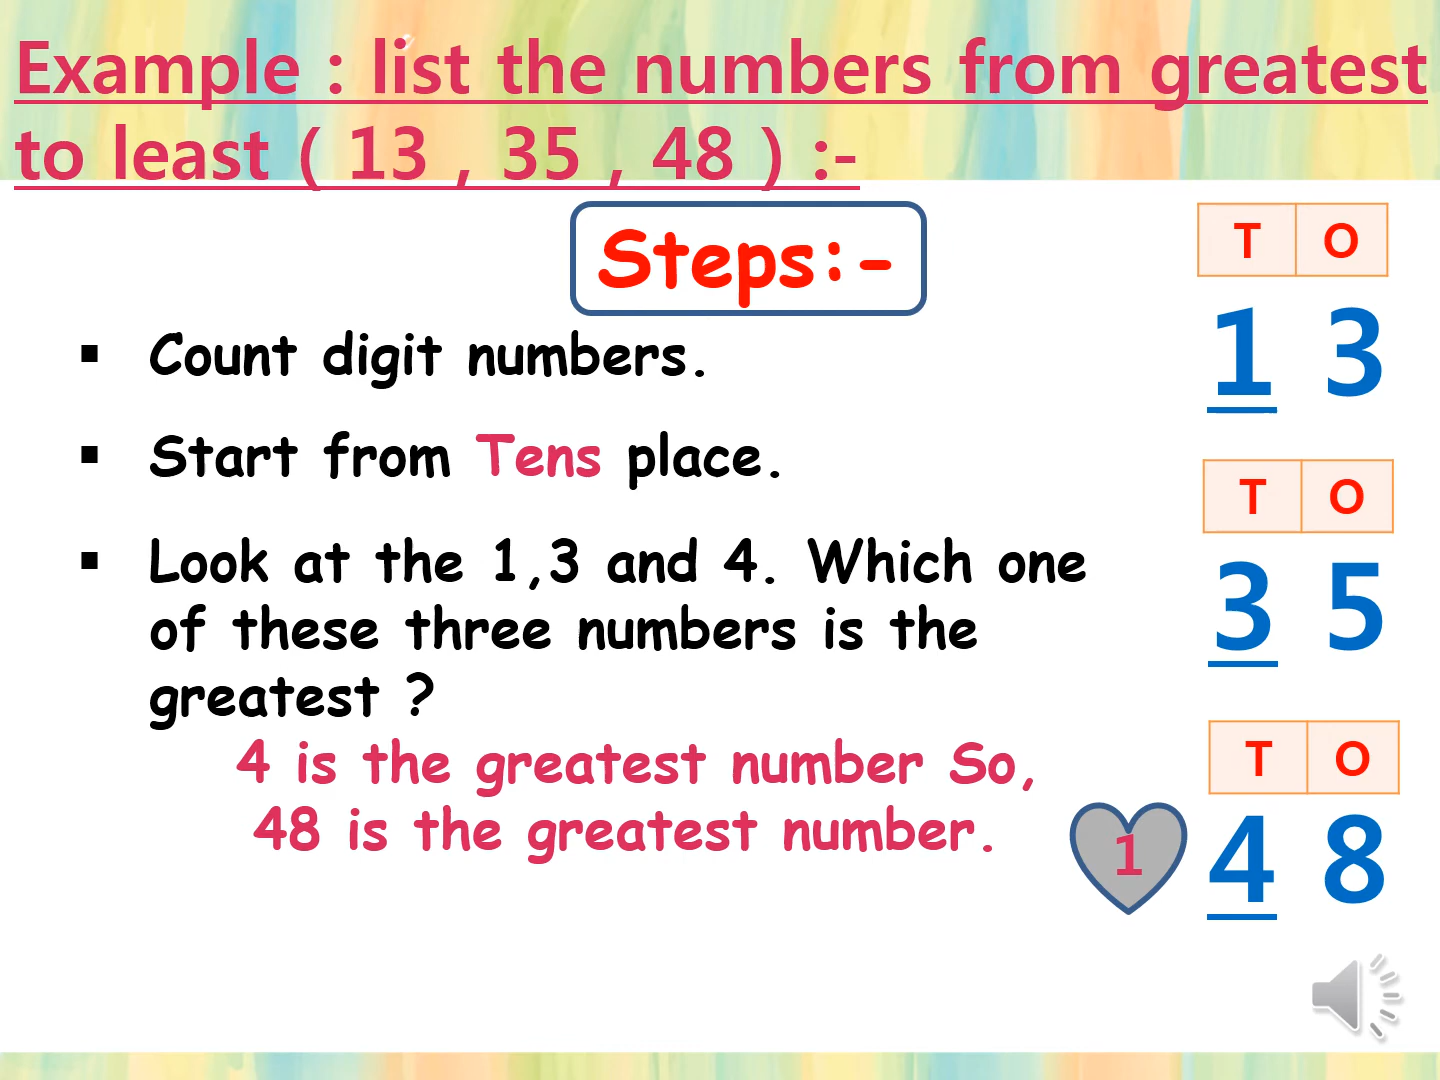 Example : list the numbers from greatest
to least ( 13 , 35 , 48 ) :-
Steps:-
▪ Count digit numbers.
▪ Start from Tens place.
▪ Look at the 1,3 and 4. Which one
of these three numbers is the
greatest ?
4 is the greatest number So,
48 is the greatest number.
T O
1 3
T O
3 5
T O
1
4 8